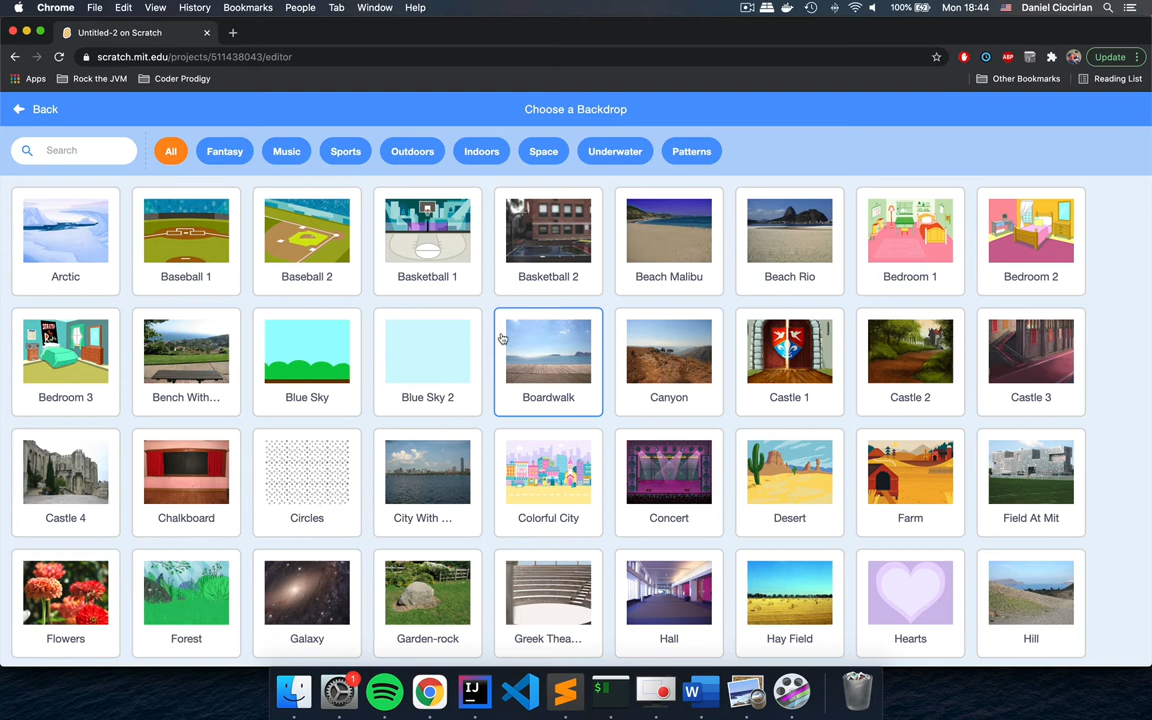 Chrome File Edit View History Bookmarks People Tab Window Help 100% Mon 18:44 Daniel Ciocirlan
Untitled-2 on Scratch
scratch.mit.edu/projects/511438043/editor ABP Update
Apps Rock the JVM Coder Prodigy Other Bookmarks Reading List
Back Choose a Backdrop
Search All Fantasy Music Sports Outdoors Indoors Space Underwater Patterns
Arctic Baseball 1 Baseball 2 Basketball 1 Basketball 2 Beach Malibu Beach Rio Bedroom 1 Bedroom 2
Bedroom 3 Bench With... Blue Sky Blue Sky 2 Boardwalk Canyon Castle 1 Castle 2 Castle 3
Castle 4 Chalkboard Circles City With ... Colorful City Concert Desert Farm Field At Mit
Flowers Forest Galaxy Garden-rock Greek Thea... Hall Hay Field Hearts Hill
1
IJ
$
W